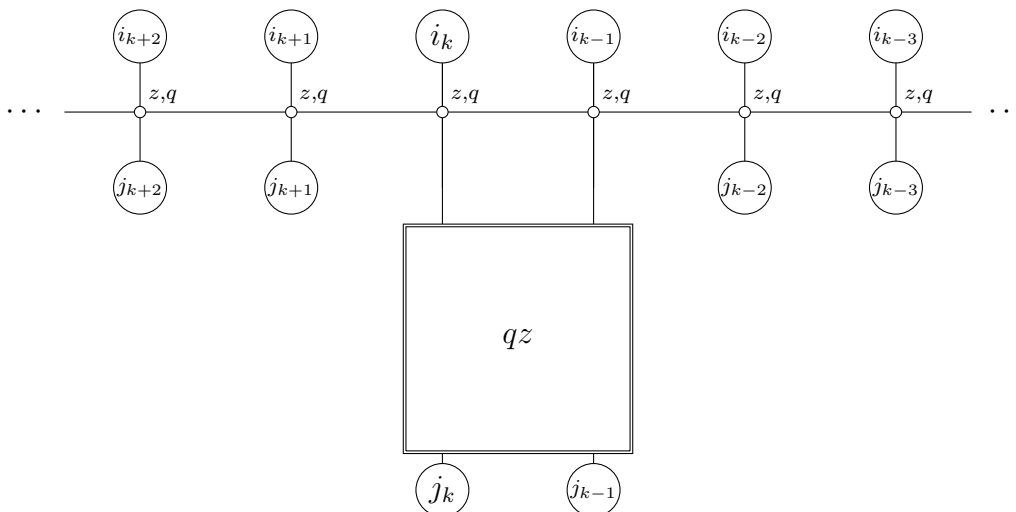 i_{k+2} i_{k+1} i_k i_{k-1} i_{k-2} i_{k-3}
z,q z,q z,q z,q z,q z,q
··· ··
j_{k+2} j_{k+1} j_{k-2} j_{k-3}
qz
j_k j_{k-1}